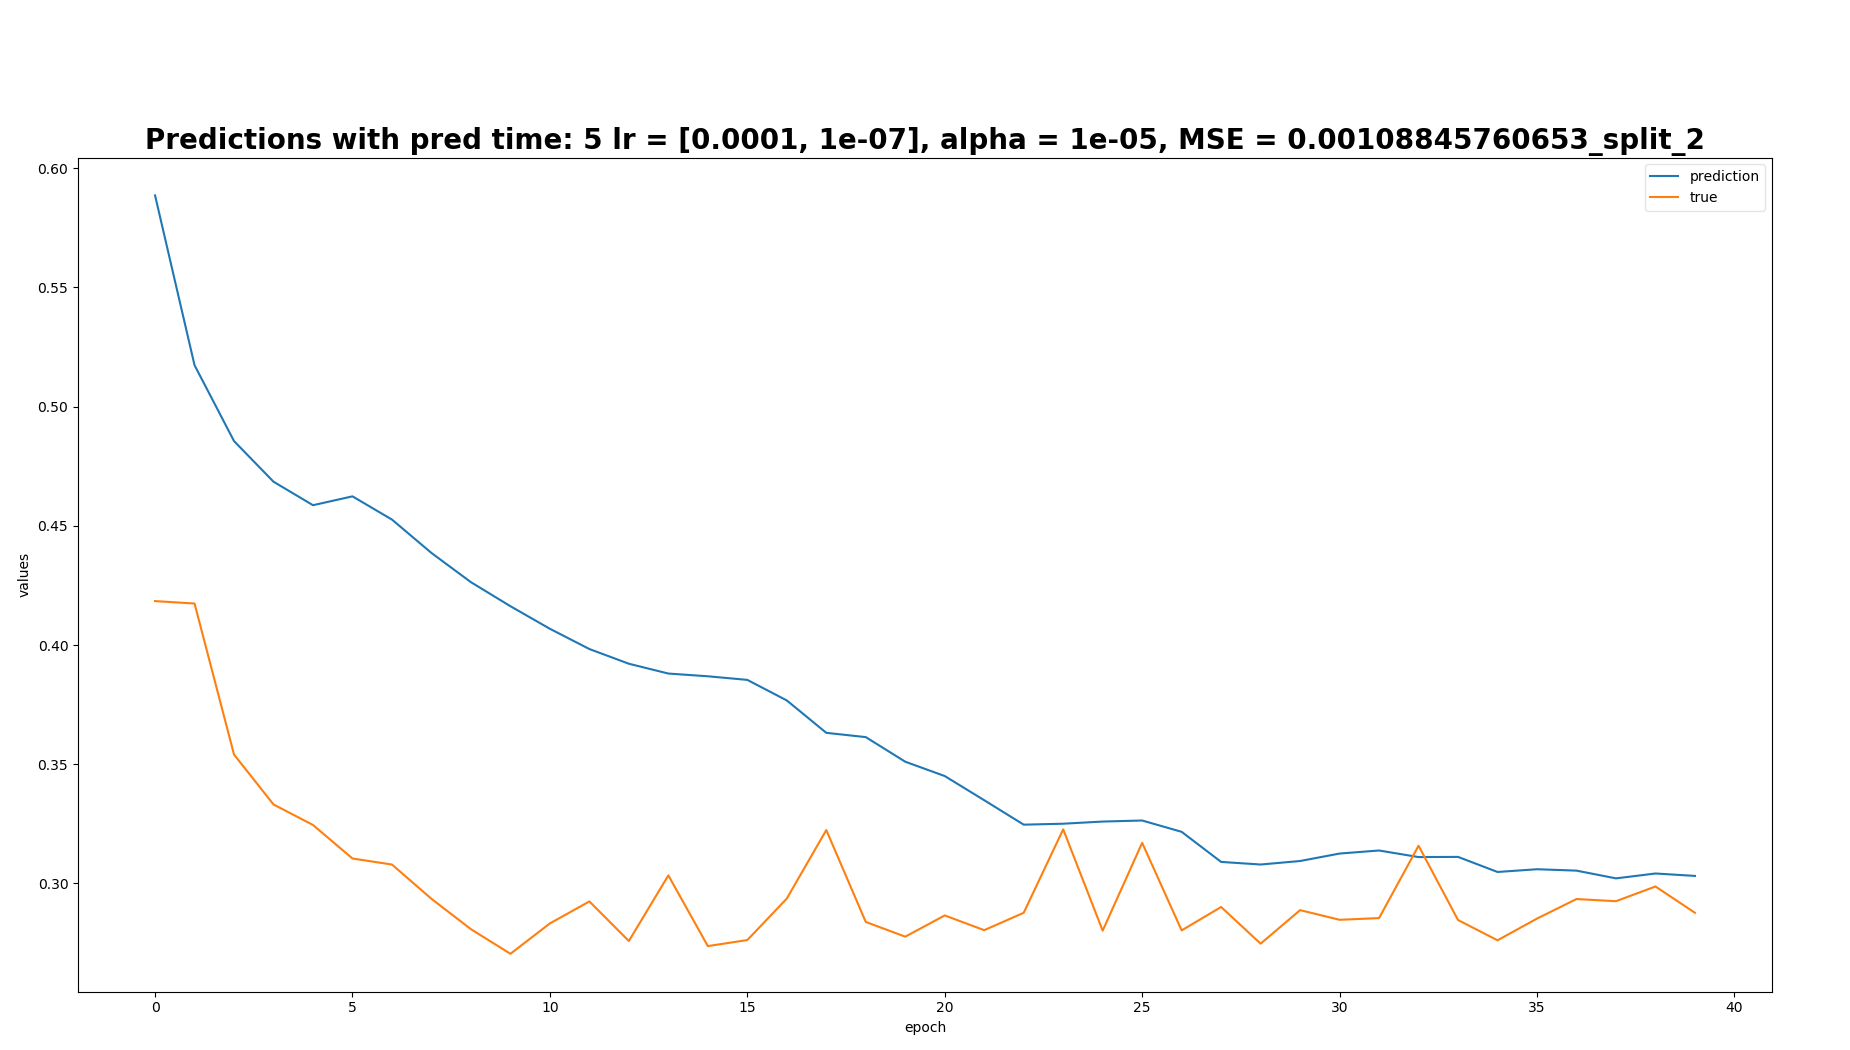 Predictions with pred time: 5 lr = [0.0001, 1e-07], alpha = 1e-05, MSE = 0.00108845760653_split_2
prediction
true
0.60
0.55
0.50
0.45
0.40
0.35
0.30
values
0 5 10 15 20 25 30 35 40
epoch